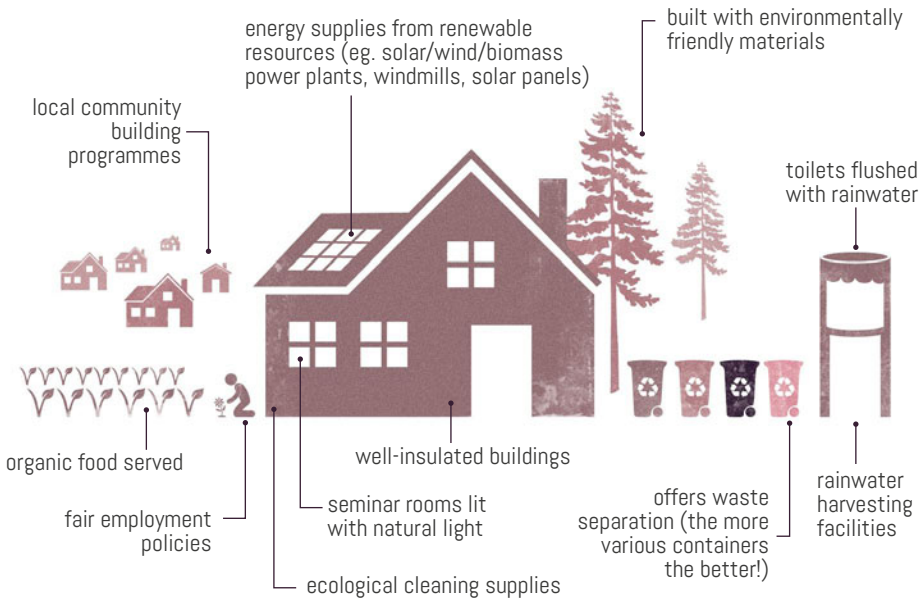 energy supplies from renewable
resources (eg. solar/wind/biomass
power plants, windmills, solar panels)
built with environmentally
friendly materials
local community
building
programmes
toilets flushed
with rainwater
organic food served
fair employment
policies
well-insulated buildings
seminar rooms lit
with natural light
ecological cleaning supplies
offers waste
separation (the more
various containers
the better!)
rainwater
harvesting
facilities